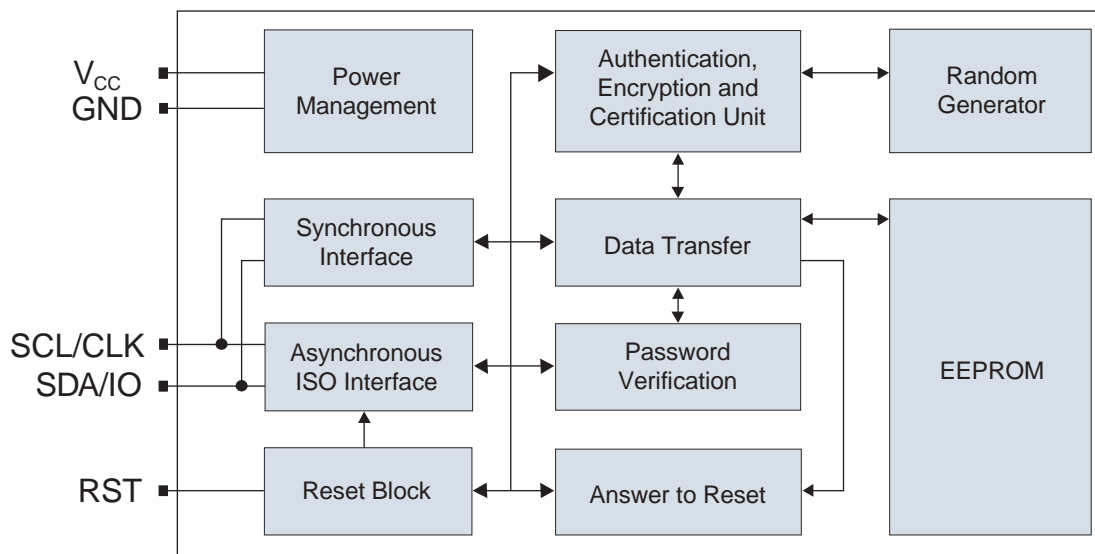 V_CC
GND
SCL/CLK
SDA/IO
RST
Power
Management
Authentication,
Encryption and
Certification Unit
Random
Generator
Synchronous
Interface
Data Transfer
Asynchronous
ISO Interface
Password
Verification
EEPROM
Reset Block
Answer to Reset